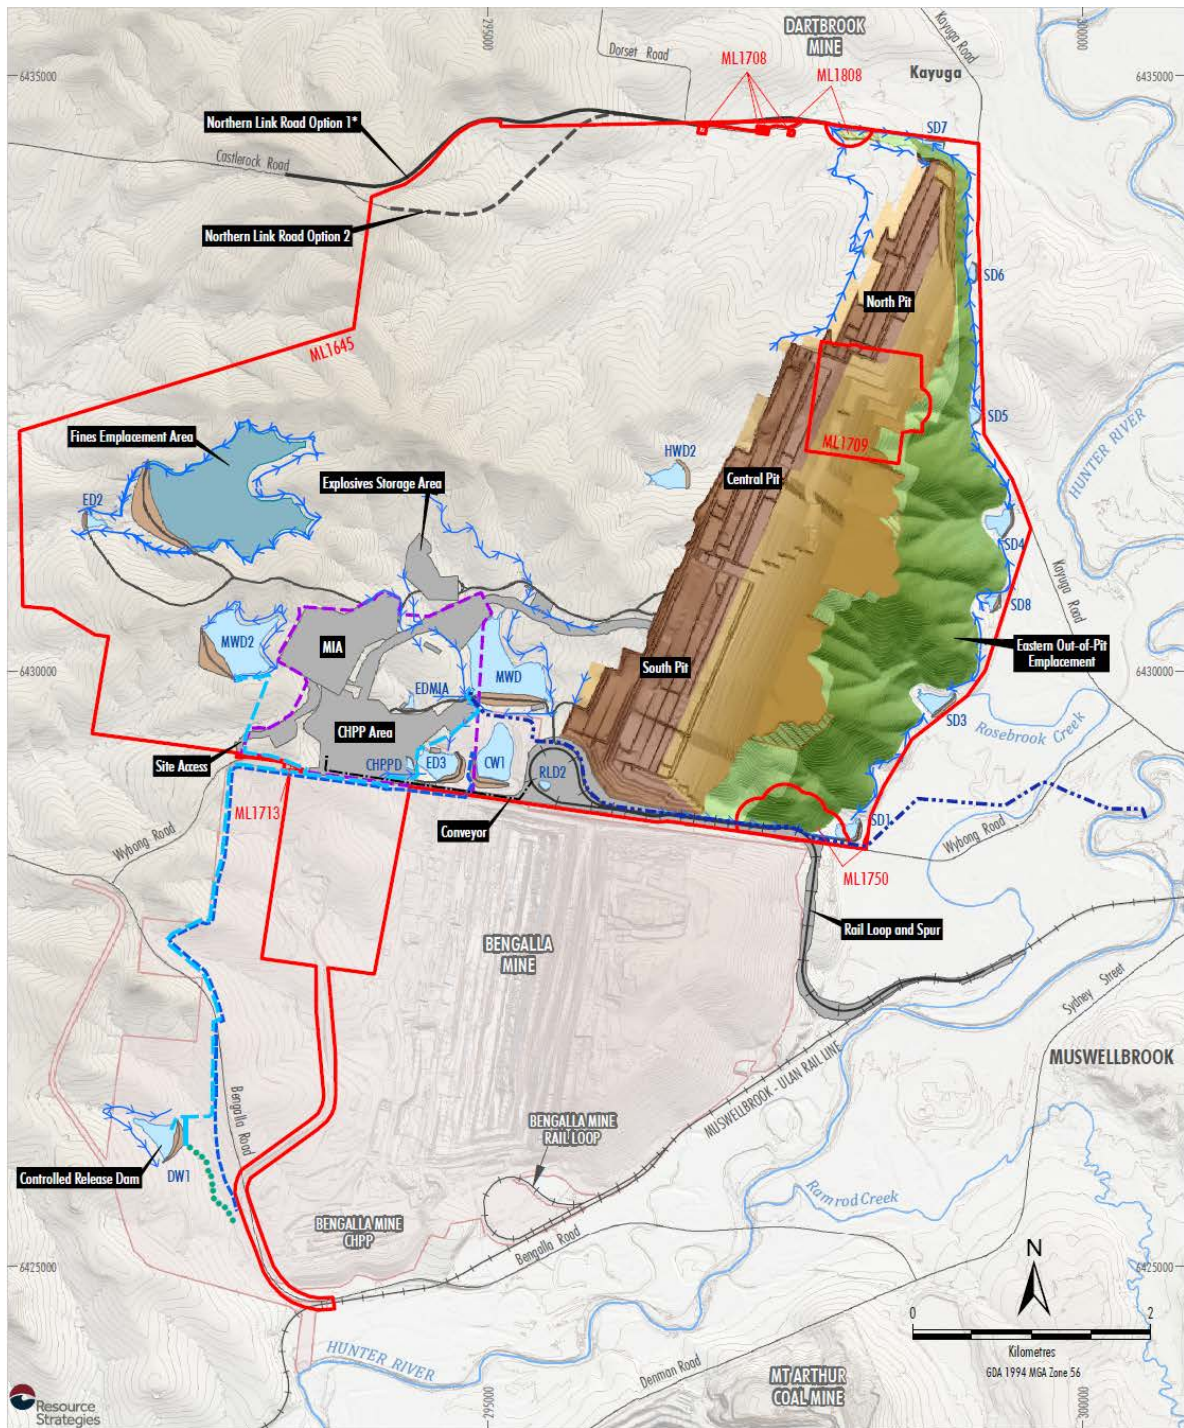 295000
300000
DARTBROOK
MINE
Kayuga Road
Dorset Road
ML1708
ML1808
Kayuga
6435000
6435000
Northern Link Road Option 1*
SD7
Castlerock Road
Northern Link Road Option 2
SD6
North Pit
ML1645
ML1709
SD5
HUNTER RIVER
Fines Emplacement Area
HWD2
Explosives Storage Area
Central Pit
ED2
SD4
Kayuga Road
SD8
MWD2
MIA
Eastern Out-of-Pit
Emplacement
6430000
6430000
South Pit
MWD
EDMIA
SD3
Rosebrook Creek
CHPP Area
Site Access
CHPPD
ED3
CW1
RLD2
ML1713
Conveyor
SD1
Wybong Road
Wybong Road
ML1750
Rail Loop and Spur
BENGALLA
MINE
Sydney Street
MUSWELLBROOK
MUSWELLBROOK - ULAN RAIL LINE
Bengalla Road
BENGALLA MINE
RAIL LOOP
Controlled Release Dam
DW1
Ramrod Creek
BENGALLA MINE
CHPP
Bengalla Road
N
6425000
6425000
0
2
Kilometres
GDA 1994 MGA Zone 56
HUNTER RIVER
Denman Road
MT ARTHUR
COAL MINE
Resource
Strategies
295000
300000